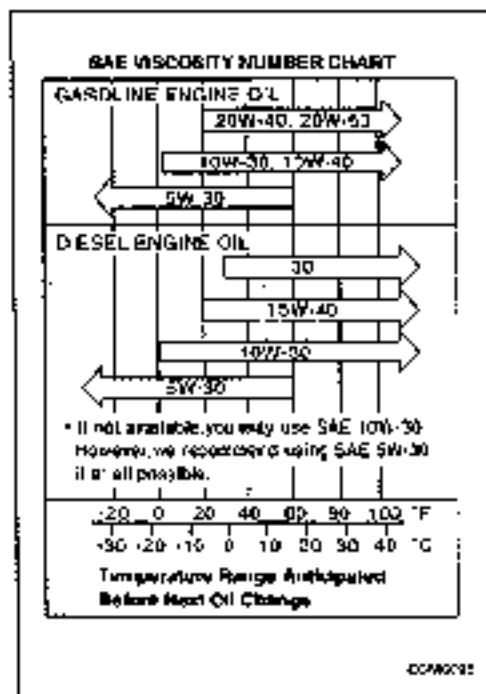 SAE VISCOSITY NUMBER CHART
GASOLINE ENGINE OIL
20W-40, 20W-50
10W-30, 10W-40
5W-30
DIESEL ENGINE OIL
30
15W-40
10W-30
5W-30
* If not available, you may use SAE 10W-30
However, we recommend using SAE 5W-30
if at all possible.
-20 0 20 40 60 80 100 °F
-30 -20 -10 0 10 20 30 40 °C
Temperature Range Anticipated
Before Next Oil Change